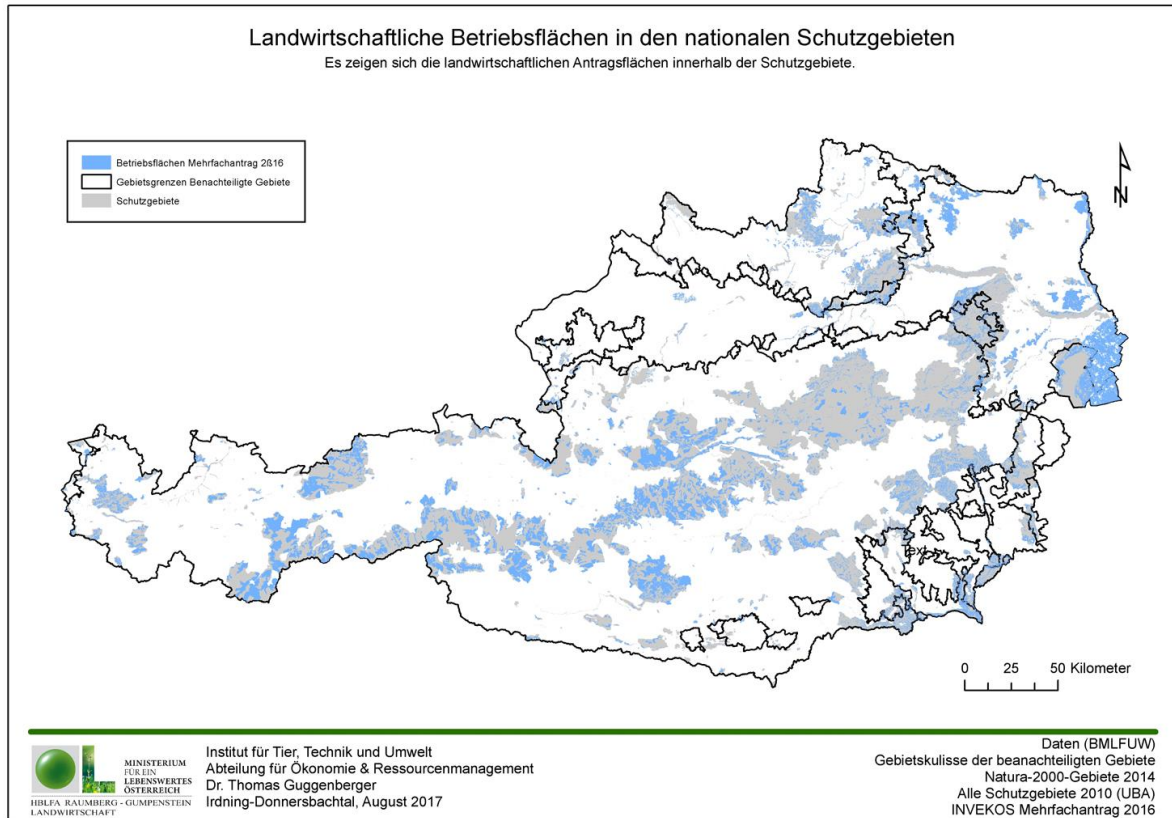 Landwirtschaftliche Betriebsflächen in den nationalen Schutzgebieten
Es zeigen sich die landwirtschaftlichen Antragsflächen innerhalb der Schutzgebiete.
Betriebsflächen Mehrfachantrag 2ß16
Gebietsgrenzen Benachteiligte Gebiete
Schutzgebiete
N
Text
0 25 50 Kilometer
MINISTERIUM
FÜR EIN
LEBENSWERTES
ÖSTERREICH
HBLFA RAUMBERG - GUMPENSTEIN
LANDWIRTSCHAFT
Institut für Tier, Technik und Umwelt
Abteilung für Ökonomie & Ressourcenmanagement
Dr. Thomas Guggenberger
Irdning-Donnersbachtal, August 2017
Daten (BMLFUW)
Gebietskulisse der beanachteiligten Gebiete
Natura-2000-Gebiete 2014
Alle Schutzgebiete 2010 (UBA)
INVEKOS Mehrfachantrag 2016